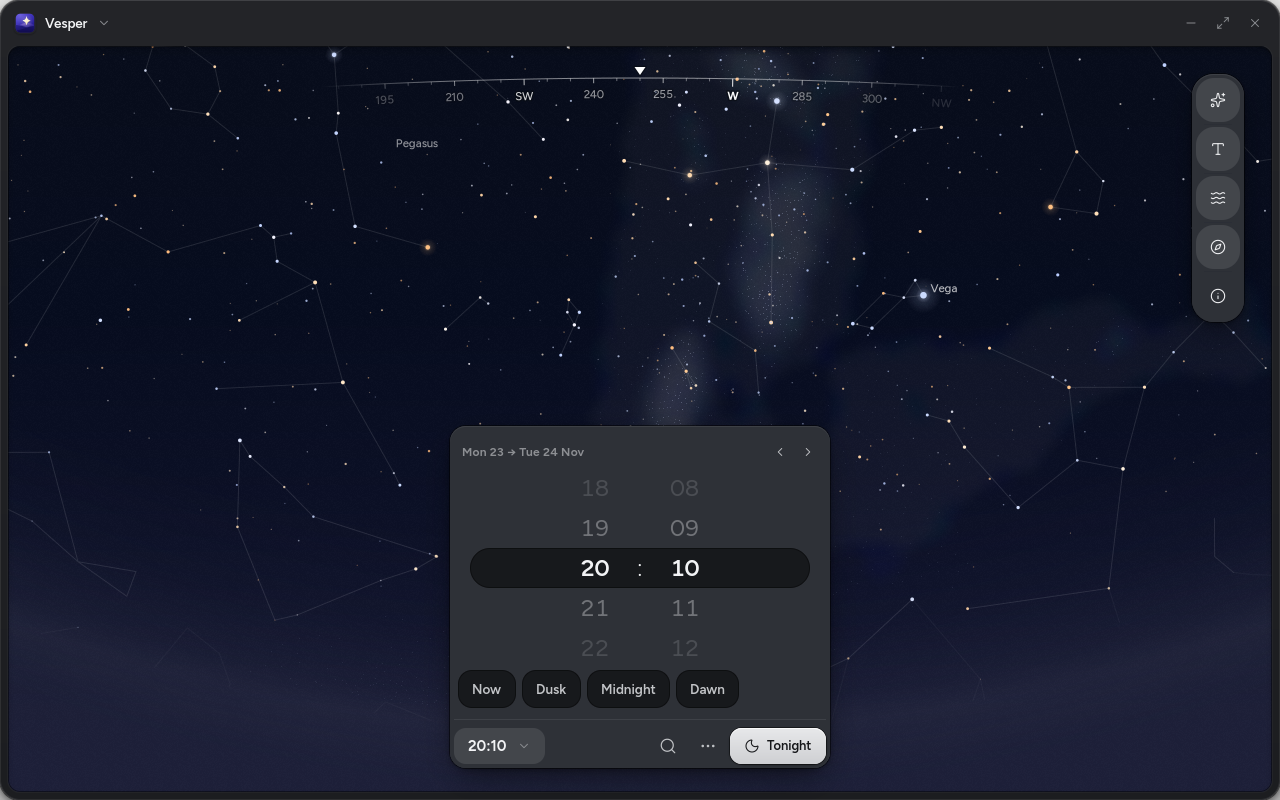 Vesper
195 210 SW 240 255 W 285 300 NW
Pegasus
T
Vega
Mon 23 → Tue 24 Nov
18 08
19 09
20 : 10
21 11
22 12
Now Dusk Midnight Dawn
20:10 Tonight